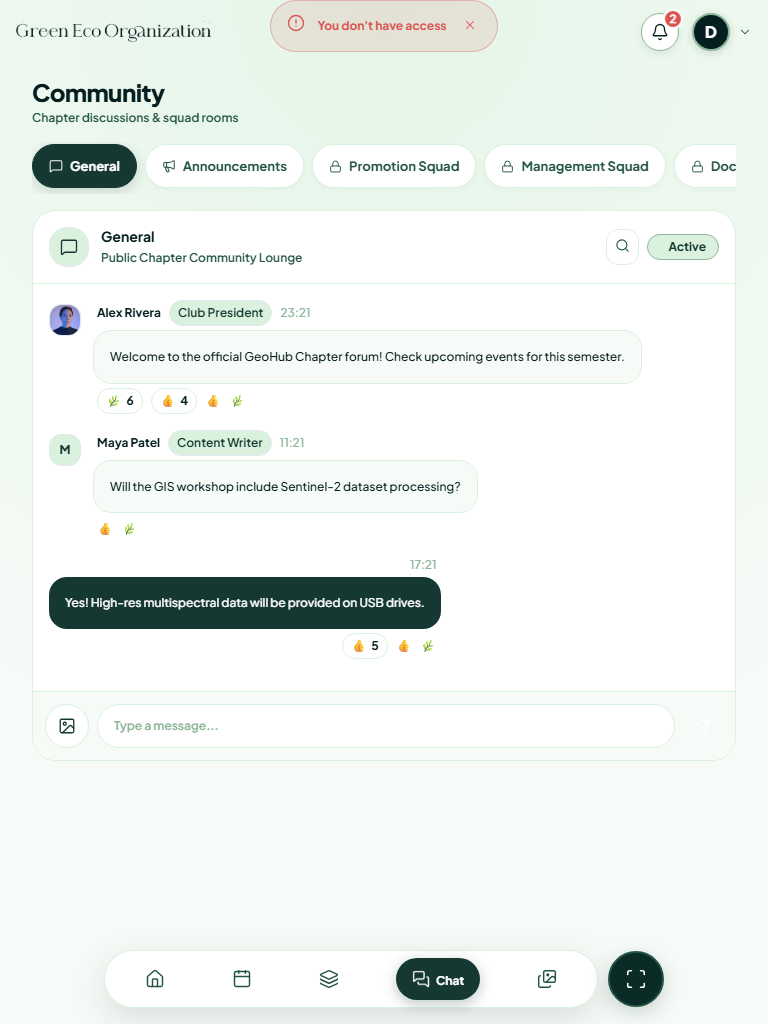 Green Eco Organization
You don't have access
2
D
Community
Chapter discussions & squad rooms
General
Announcements
Promotion Squad
Management Squad
Doc
General
Public Chapter Community Lounge
Active
Alex Rivera
Club President
23:21
Welcome to the official GeoHub Chapter forum! Check upcoming events for this semester.
6
4
M
Maya Patel
Content Writer
11:21
Will the GIS workshop include Sentinel-2 dataset processing?
17:21
Yes! High-res multispectral data will be provided on USB drives.
5
Type a message...
Chat